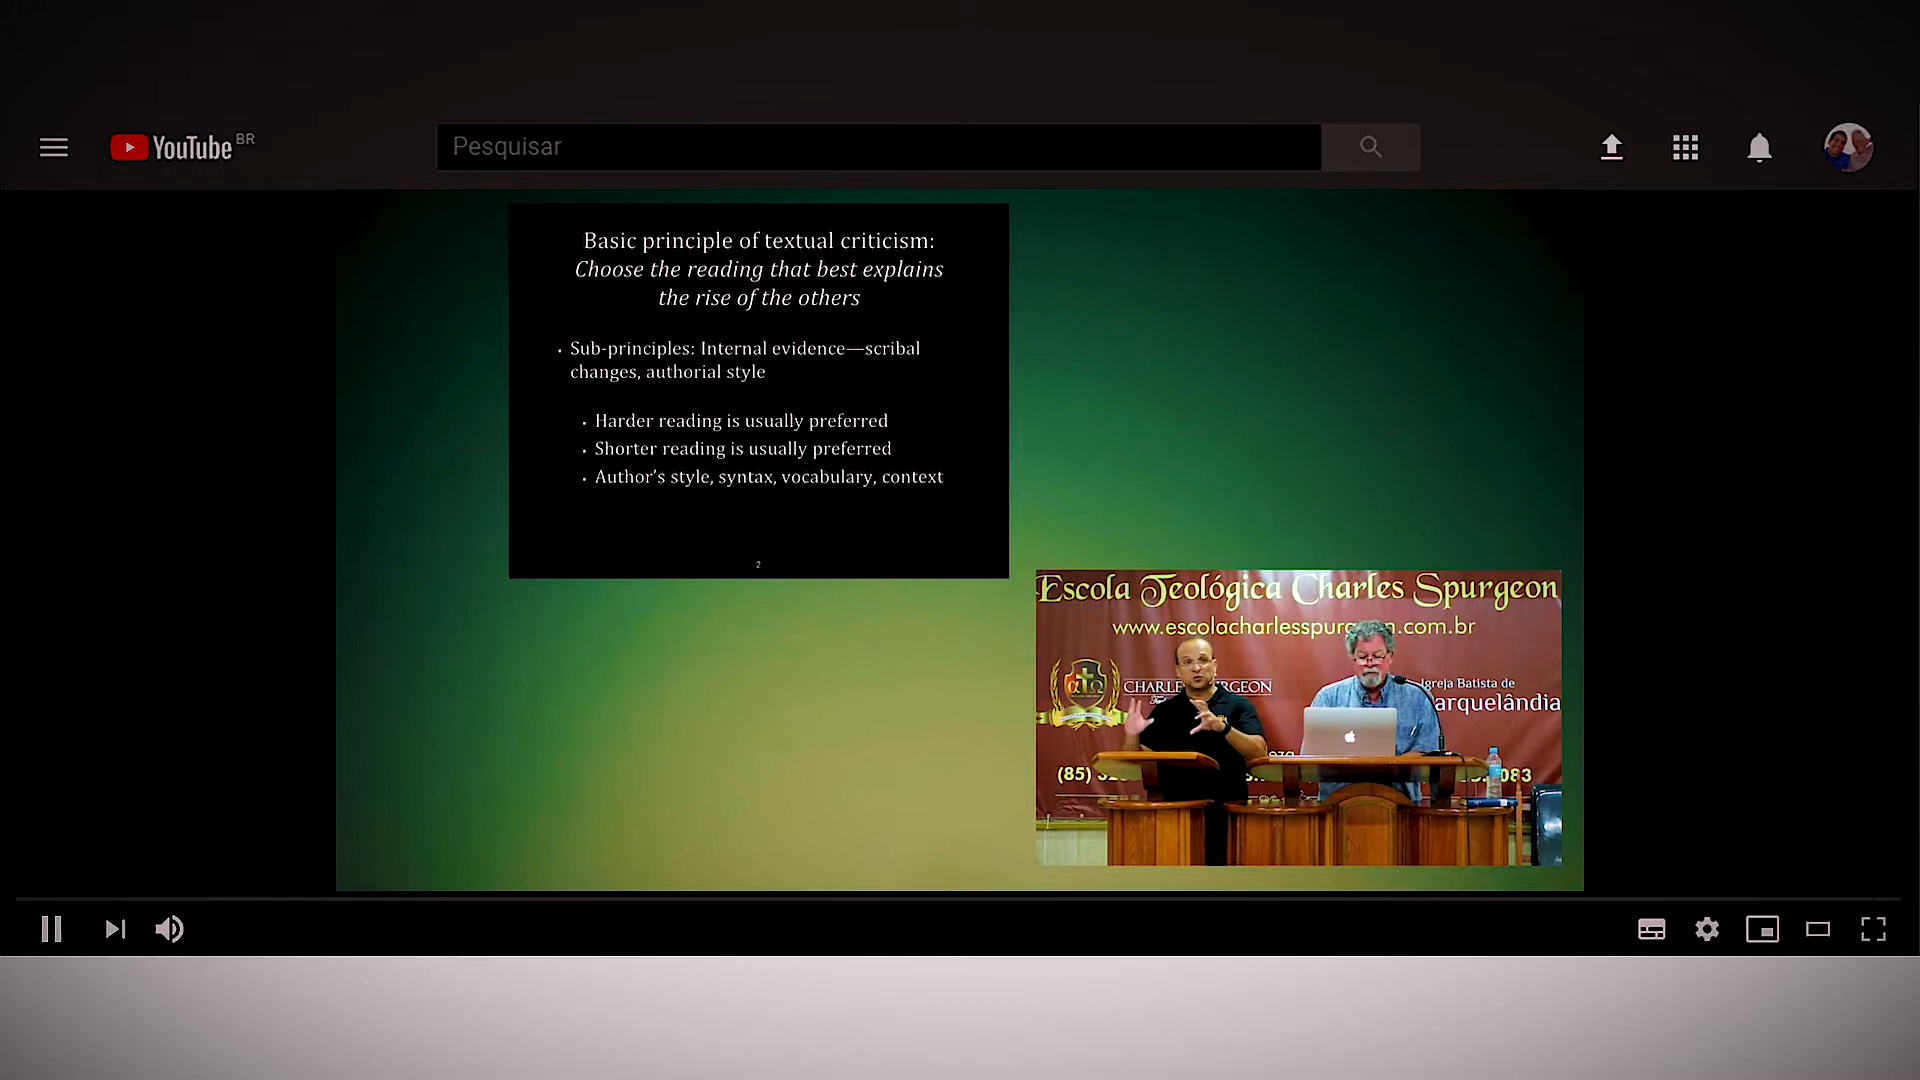 YouTube BR
Pesquisar
Basic principle of textual criticism:
Choose the reading that best explains
the rise of the others
• Sub-principles: Internal evidence—scribal
changes, authorial style
• Harder reading is usually preferred
• Shorter reading is usually preferred
• Author's style, syntax, vocabulary, context
2
Escola Teológica Charles Spurgeon
Igreja Batista de
(85)
083